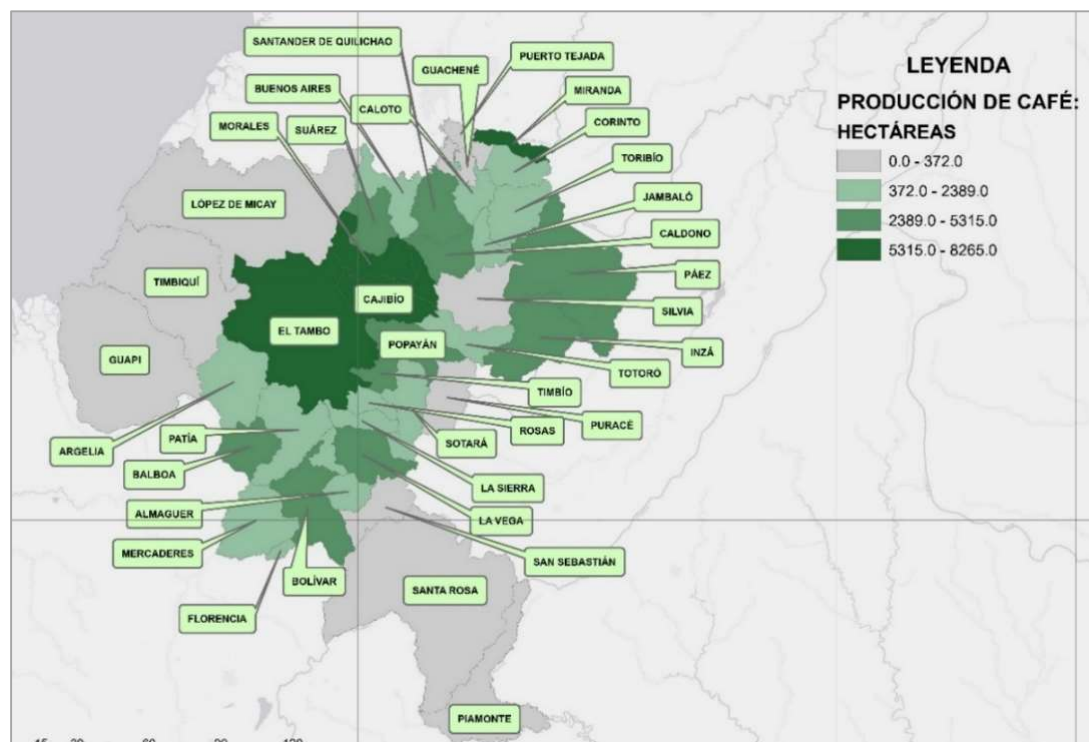 SANTANDER DE QUILICHAO
PUERTO TEJADA
GUACHENÉ
BUENOS AIRES
MIRANDA
CALOTO
CORINTO
MORALES
SUÁREZ
TORIBÍO
LÓPEZ DE MICAY
JAMBALÓ
CALDONO
TIMBIQUÍ
PÁEZ
CAJIBÍO
SILVIA
EL TAMBO
POPAYÁN
INZÁ
GUAPI
TOTORÓ
TIMBÍO
PURACÉ
ROSAS
PATÍA
SOTARÁ
ARGELIA
BALBOA
LA SIERRA
ALMAGUER
LA VEGA
MERCADERES
SAN SEBASTIÁN
BOLÍVAR
SANTA ROSA
FLORENCIA
PIAMONTE
LEYENDA
PRODUCCIÓN DE CAFÉ:
HECTÁREAS
0.0 - 372.0
372.0 - 2389.0
2389.0 - 5315.0
5315.0 - 8265.0